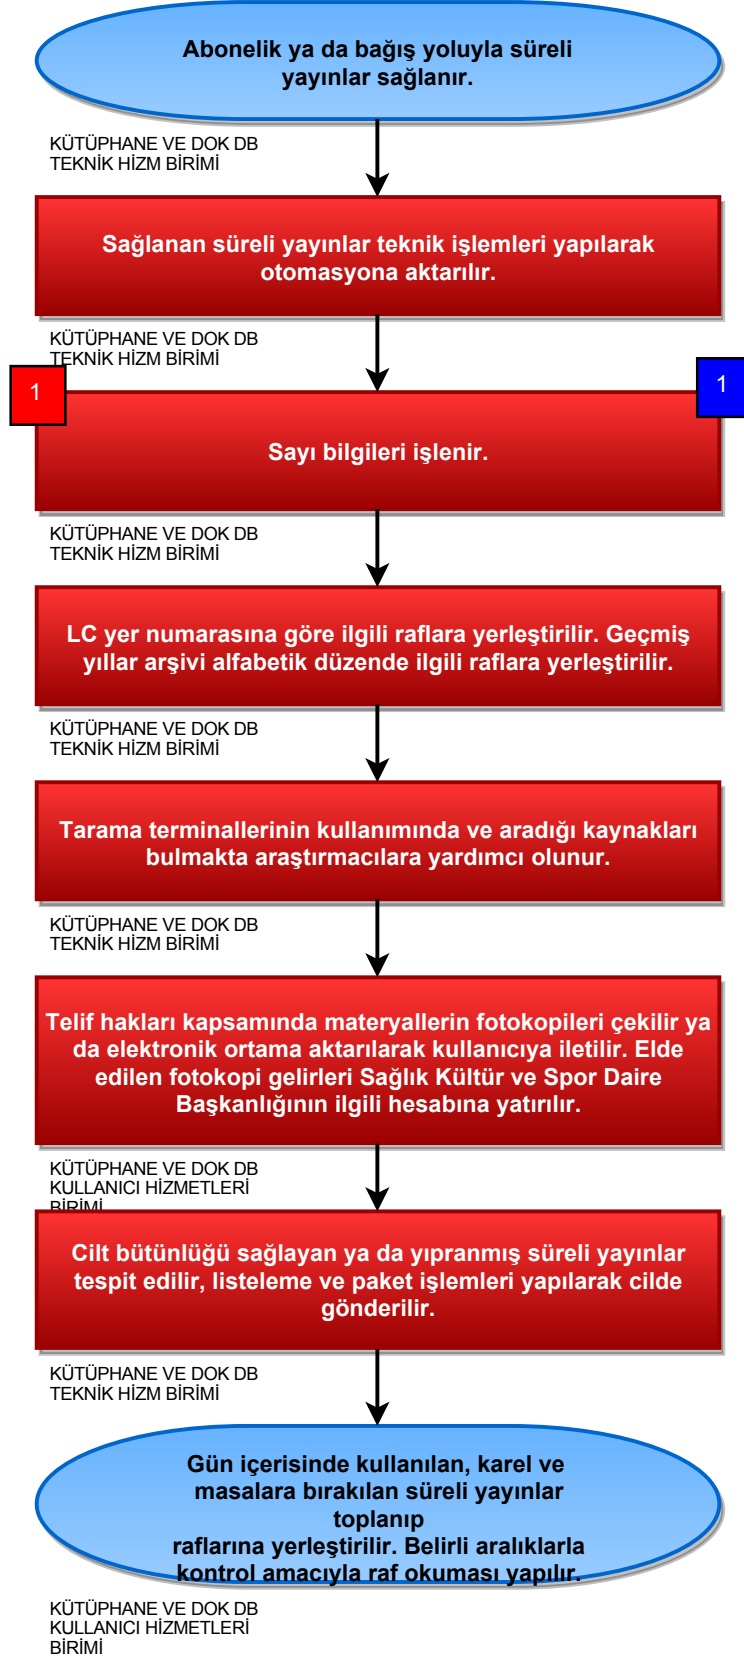 Abonelik ya da bağış yoluyla süreli
yayınlar sağlanır.
KÜTÜPHANE VE DOK DB
TEKNİK HİZM BİRİMİ
Sağlanan süreli yayınlar teknik işlemleri yapılarak
otomasyona aktarılır.
KÜTÜPHANE VE DOK DB
TEKNİK HİZM BİRİMİ
1
1
Sayı bilgileri işlenir.
KÜTÜPHANE VE DOK DB
TEKNİK HİZM BİRİMİ
LC yer numarasına göre ilgili raflara yerleştirilir. Geçmiş
yıllar arşivi alfabetik düzende ilgili raflara yerleştirilir.
KÜTÜPHANE VE DOK DB
TEKNİK HİZM BİRİMİ
Tarama terminallerinin kullanımında ve aradığı kaynakları
bulmakta araştırmacılara yardımcı olunur.
KÜTÜPHANE VE DOK DB
TEKNİK HİZM BİRİMİ
Telif hakları kapsamında materyallerin fotokopileri çekilir ya
da elektronik ortama aktarılarak kullanıcıya iletilir. Elde
edilen fotokopi gelirleri Sağlık Kültür ve Spor Daire
Başkanlığının ilgili hesabına yatırılır.
KÜTÜPHANE VE DOK DB
KULLANICI HİZMETLERİ
BİRİMİ
Cilt bütünlüğü sağlayan ya da yıpranmış süreli yayınlar
tespit edilir, listeleme ve paket işlemleri yapılarak cilde
gönderilir.
KÜTÜPHANE VE DOK DB
TEKNİK HİZM BİRİMİ
Gün içerisinde kullanılan, karel ve
masalara bırakılan süreli yayınlar
toplanıp
raflarına yerleştirilir. Belirli aralıklarla
kontrol amacıyla raf okuması yapılır.
KÜTÜPHANE VE DOK DB
KULLANICI HİZMETLERİ
BİRİMİ